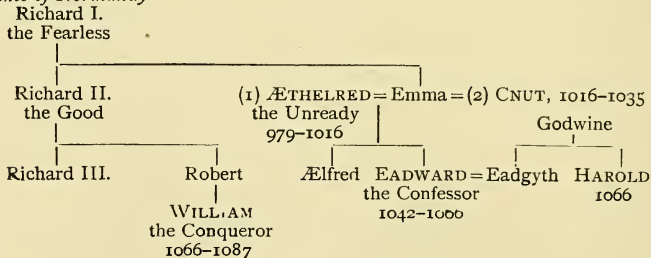 Richard I.
the Fearless
Richard II. (1) ÆTHELRED = Emma = (2) CNUT, 1016–1035
the Good the Unready Godwine
979–1016
Richard III. Robert Ælfred EADWARD = Eadgyth HAROLD
the Confessor 1066
WILLIAM 1042–1066
the Conqueror
1066–1087